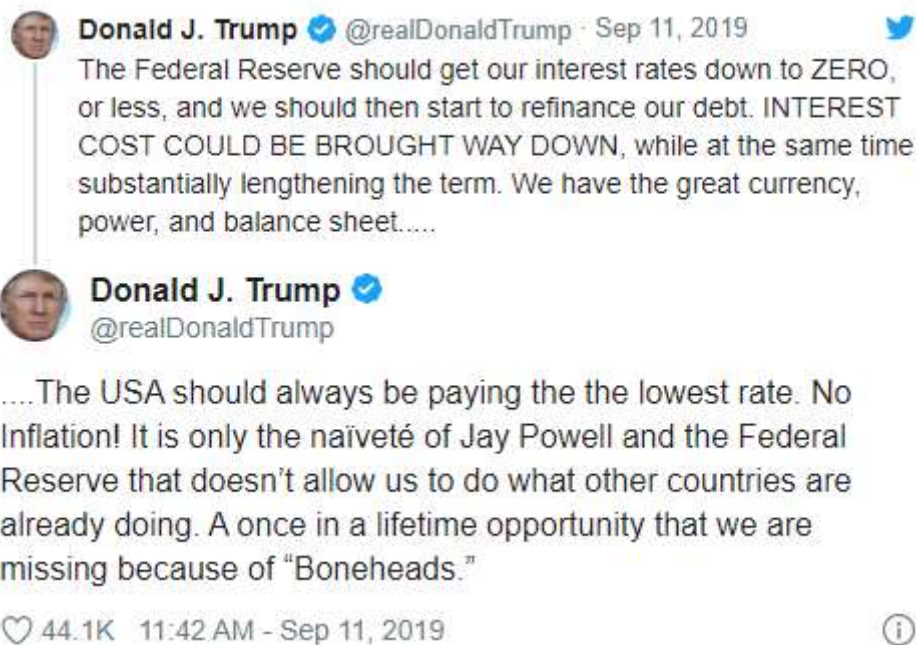 Donald J. Trump @realDonaldTrump · Sep 11, 2019
The Federal Reserve should get our interest rates down to ZERO,
or less, and we should then start to refinance our debt. INTEREST
COST COULD BE BROUGHT WAY DOWN, while at the same time
substantially lengthening the term. We have the great currency,
power, and balance sheet.....
Donald J. Trump
@realDonaldTrump
....The USA should always be paying the the lowest rate. No
Inflation! It is only the naïveté of Jay Powell and the Federal
Reserve that doesn’t allow us to do what other countries are
already doing. A once in a lifetime opportunity that we are
missing because of “Boneheads.”
44.1K 11:42 AM - Sep 11, 2019